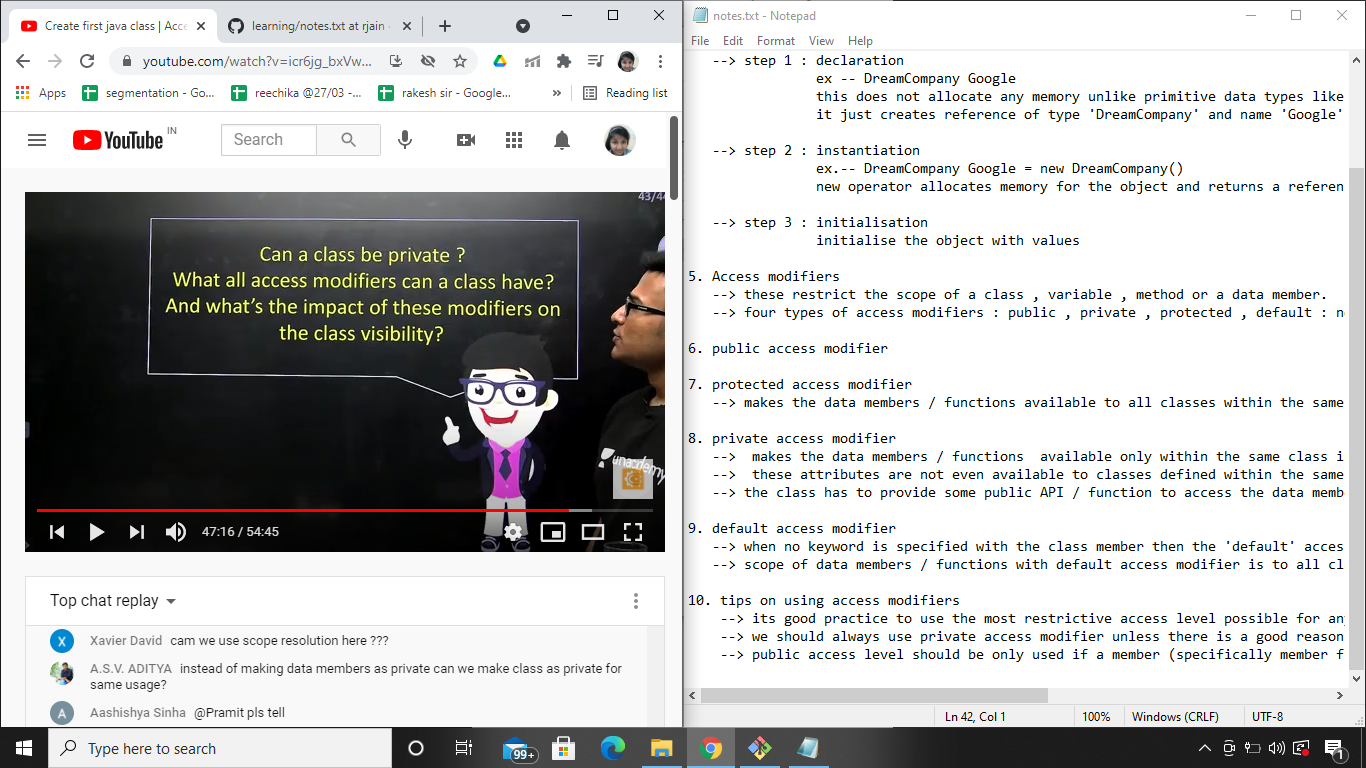 Create first java class | Acce
learning/notes.txt at rjain
youtube.com/watch?v=icr6jg_bxVw...
Apps
segmentation - Go...
reechika @27/03 -...
rakesh sir - Google...
»
Reading list
YouTube IN
Search
43/44
Can a class be private ?
What all access modifiers can a class have?
And what's the impact of these modifiers on
the class visibility?
unacademy
47:16 / 54:45
Top chat replay
X Xavier David cam we use scope resolution here ???
A.S.V. ADITYA instead of making data members as private can we make class as private for
same usage?
A Aashishya Sinha @Pramit pls tell
notes.txt - Notepad
File Edit Format View Help
--> step 1 : declaration
ex -- DreamCompany Google
this does not allocate any memory unlike primitive data types like
it just creates reference of type 'DreamCompany' and name 'Google'
--> step 2 : instantiation
ex.-- DreamCompany Google = new DreamCompany()
new operator allocates memory for the object and returns a referen
--> step 3 : initialisation
initialise the object with values
5. Access modifiers
--> these restrict the scope of a class , variable , method or a data member.
--> four types of access modifiers : public , private , protected , default : n
6. public access modifier
7. protected access modifier
--> makes the data members / functions available to all classes within the same
8. private access modifier
-->  makes the data members / functions  available only within the same class i
-->  these attributes are not even available to classes defined within the same
--> the class has to provide some public API / function to access the data memb
9. default access modifier
--> when no keyword is specified with the class member then the 'default' acces
--> scope of data members / functions with default access modifier is to all cl
10. tips on using access modifiers
--> its good practice to use the most restrictive access level possible for an
--> we should always use private access modifier unless there is a good reason
--> public access level should be only used if a member (specifically member f
Ln 42, Col 1
100%
Windows (CRLF)
UTF-8
Type here to search
99+
1